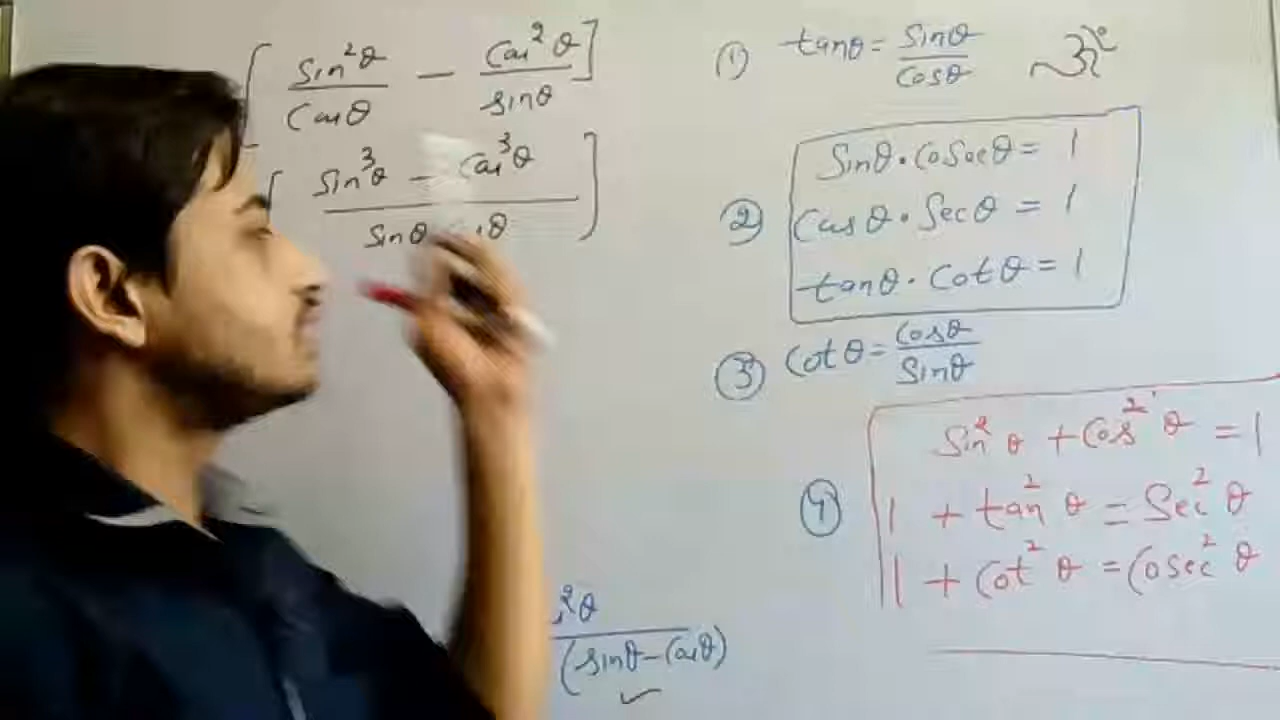 [ sin²θ/cosθ − cos²θ/sinθ ]
[ sin³θ − cos³θ / sinθ θ ]
²θ
(sinθ − cosθ) ✓
① tanθ = sinθ/cosθ
② sinθ·cosecθ = 1
cosθ·secθ = 1
tanθ·cotθ = 1
③ cotθ = cosθ/sinθ
④ sin²θ + cos²θ = 1
1 + tan²θ = sec²θ
1 + cot²θ = cosec²θ